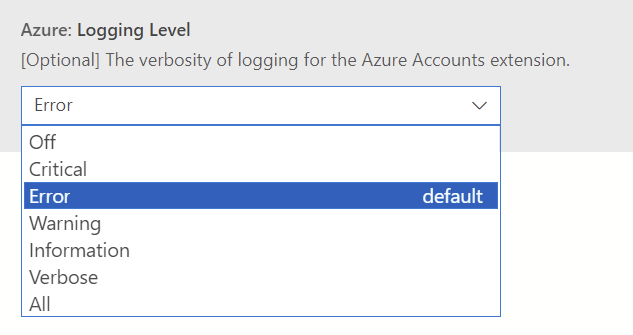 Azure: Logging Level
[Optional] The verbosity of logging for the Azure Accounts extension.
Error
Off
Critical
Error default
Warning
Information
Verbose
All